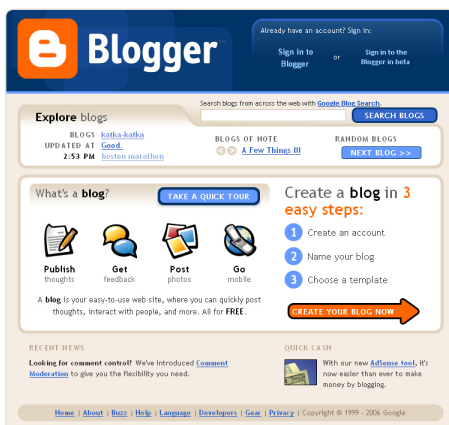 Already have an account? Sign in:
Blogger
Sign in to Blogger
or
Sign in to the Blogger in beta
Search blogs from across the web with Google Blog Search.
SEARCH BLOGS
Explore blogs
BLOGS UPDATED AT 2:53 PM
katka-katka
Good.
boston marathon
BLOGS OF NOTE
A Few Things Ill
RANDOM BLOGS
NEXT BLOG >>
What's a blog?
TAKE A QUICK TOUR
Publish
thoughts
Get
feedback
Post
photos
Go
mobile
A blog is your easy-to-use web site, where you can quickly post
thoughts, interact with people, and more. All for FREE.
Create a blog in 3
easy steps:
1 Create an account
2 Name your blog
3 Choose a template
CREATE YOUR BLOG NOW
RECENT NEWS
Looking for comment control? We've introduced Comment
Moderation to give you the flexibility you need.
QUICK CASH
With our new AdSense tool, it's
now easier than ever to make
money by blogging.
Home | About | Buzz | Help | Language | Developers | Gear | Privacy | Copyright © 1999 - 2006 Google